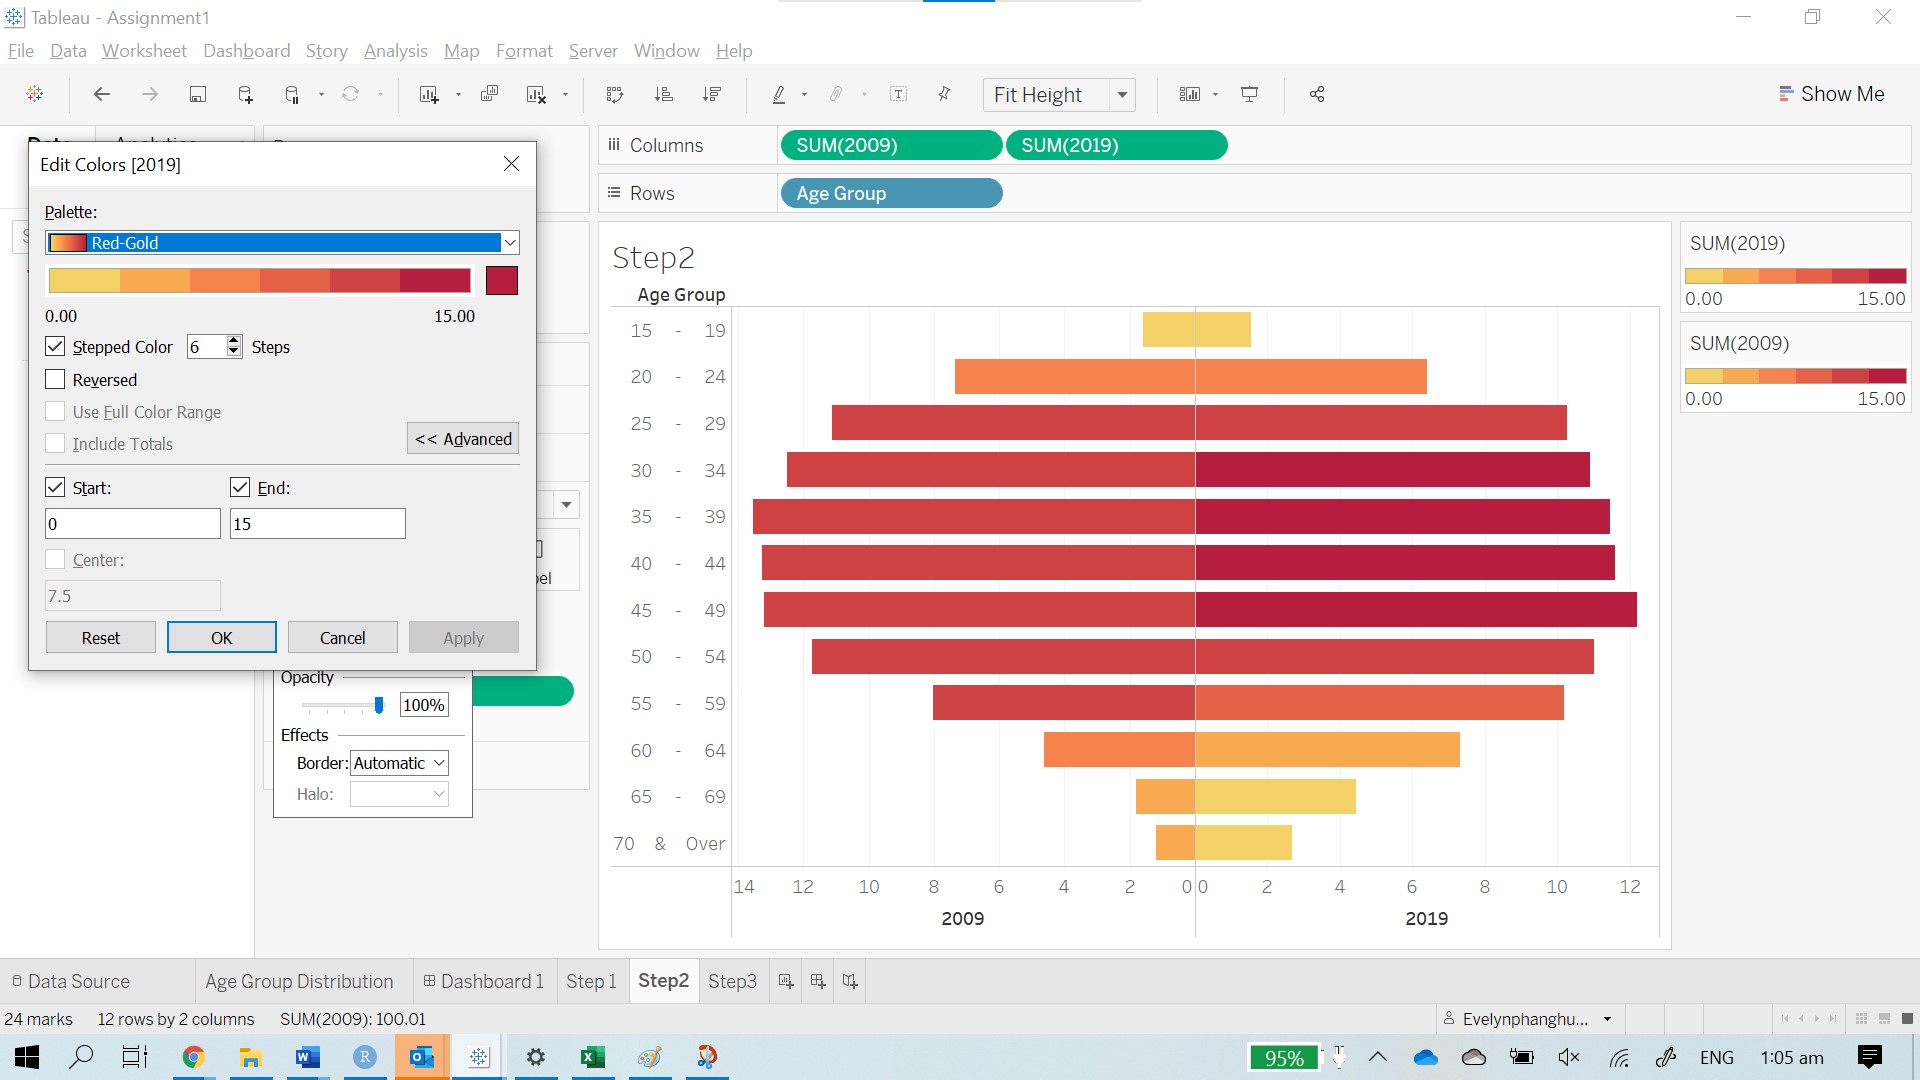 Tableau - Assignment1
File Data Worksheet Dashboard Story Analysis Map Format Server Window Help
Fit Height
Show Me
Columns SUM(2009) SUM(2019)
Rows Age Group
Edit Colors [2019]
Palette:
Red-Gold
0.00 15.00
Stepped Color 6 Steps
Reversed
Use Full Color Range
Include Totals
<< Advanced
Start: End:
0 15
Center:
7.5
Reset OK Cancel Apply
Opacity
100%
Effects
Border: Automatic
Halo:
Step2
Age Group
15 - 19
20 - 24
25 - 29
30 - 34
35 - 39
40 - 44
45 - 49
50 - 54
55 - 59
60 - 64
65 - 69
70 & Over
14 12 10 8 6 4 2 0 0 2 4 6 8 10 12
2009 2019
SUM(2019)
0.00 15.00
SUM(2009)
0.00 15.00
Data Source Age Group Distribution Dashboard 1 Step 1 Step2 Step3
24 marks 12 rows by 2 columns SUM(2009): 100.01
Evelynphanghu...
95% ENG 1:05 am